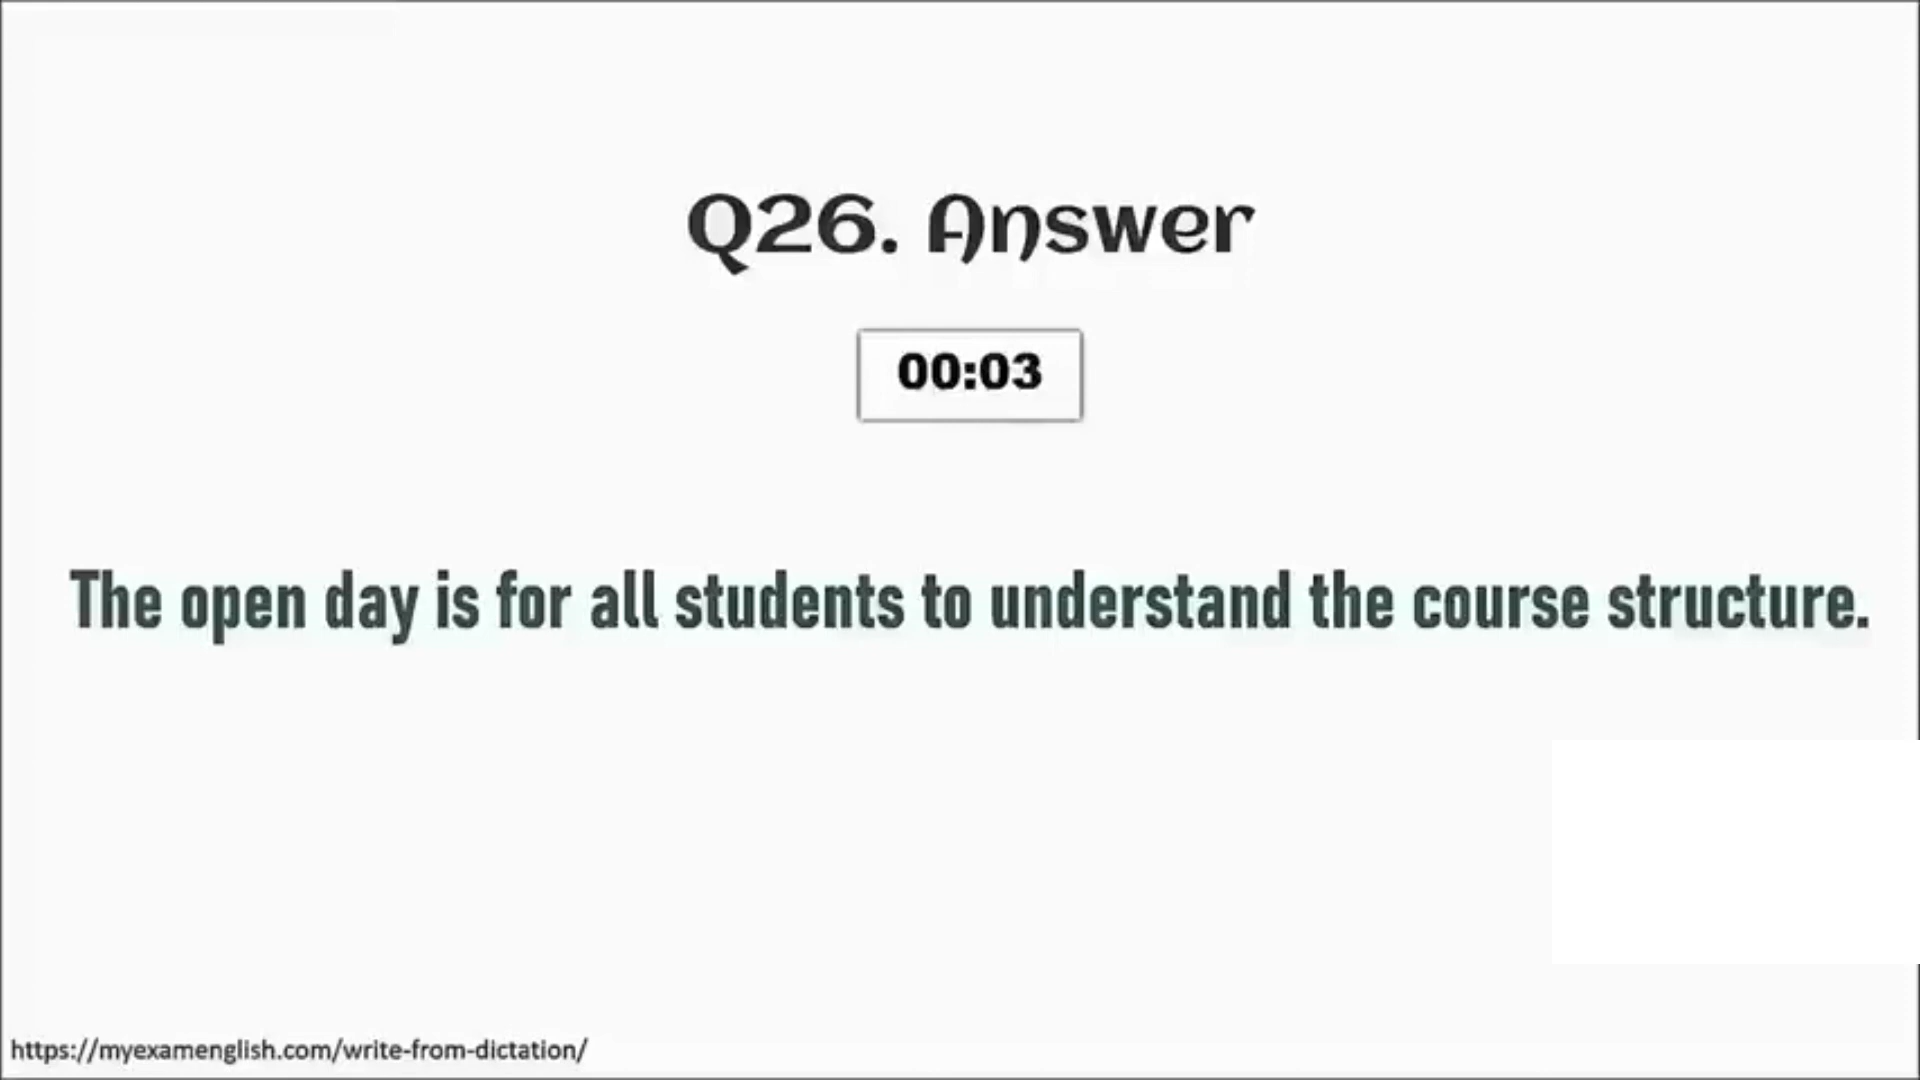 Q26. Answer
00:03
The open day is for all students to understand the course structure.
https://myexamenglish.com/write-from-dictation/